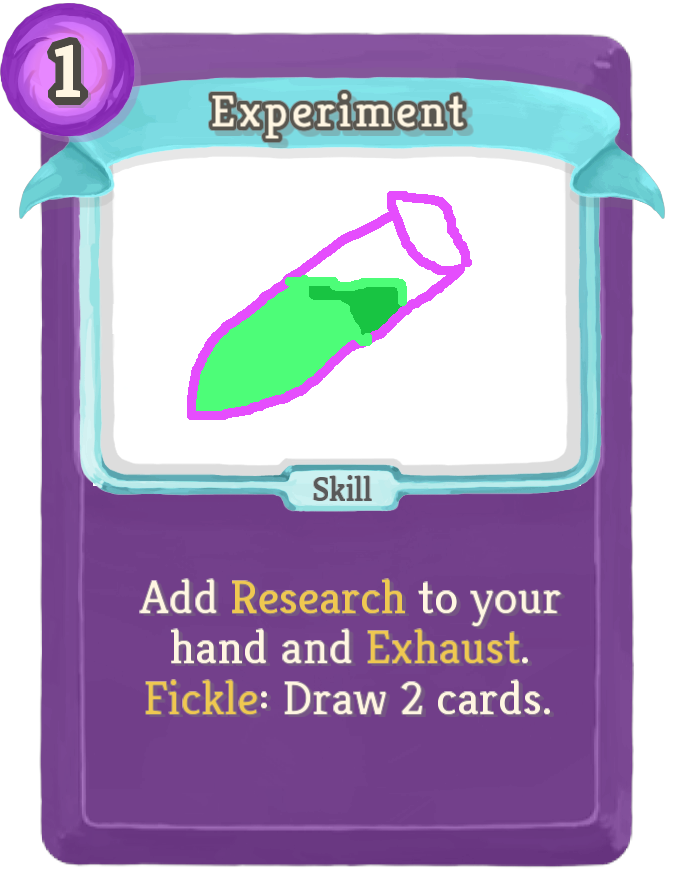 1
Experiment
Skill
Add Research to your
hand and Exhaust.
Fickle: Draw 2 cards.